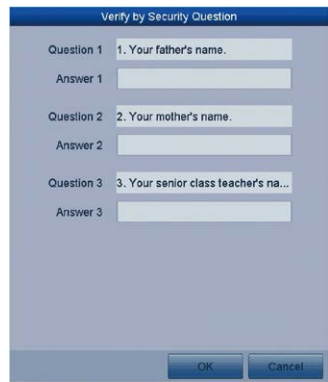 Verify by Security Question
Question 1 1. Your father's name.
Answer 1
Question 2 2. Your mother's name.
Answer 2
Question 3 3. Your senior class teacher's na...
Answer 3
OK Cancel